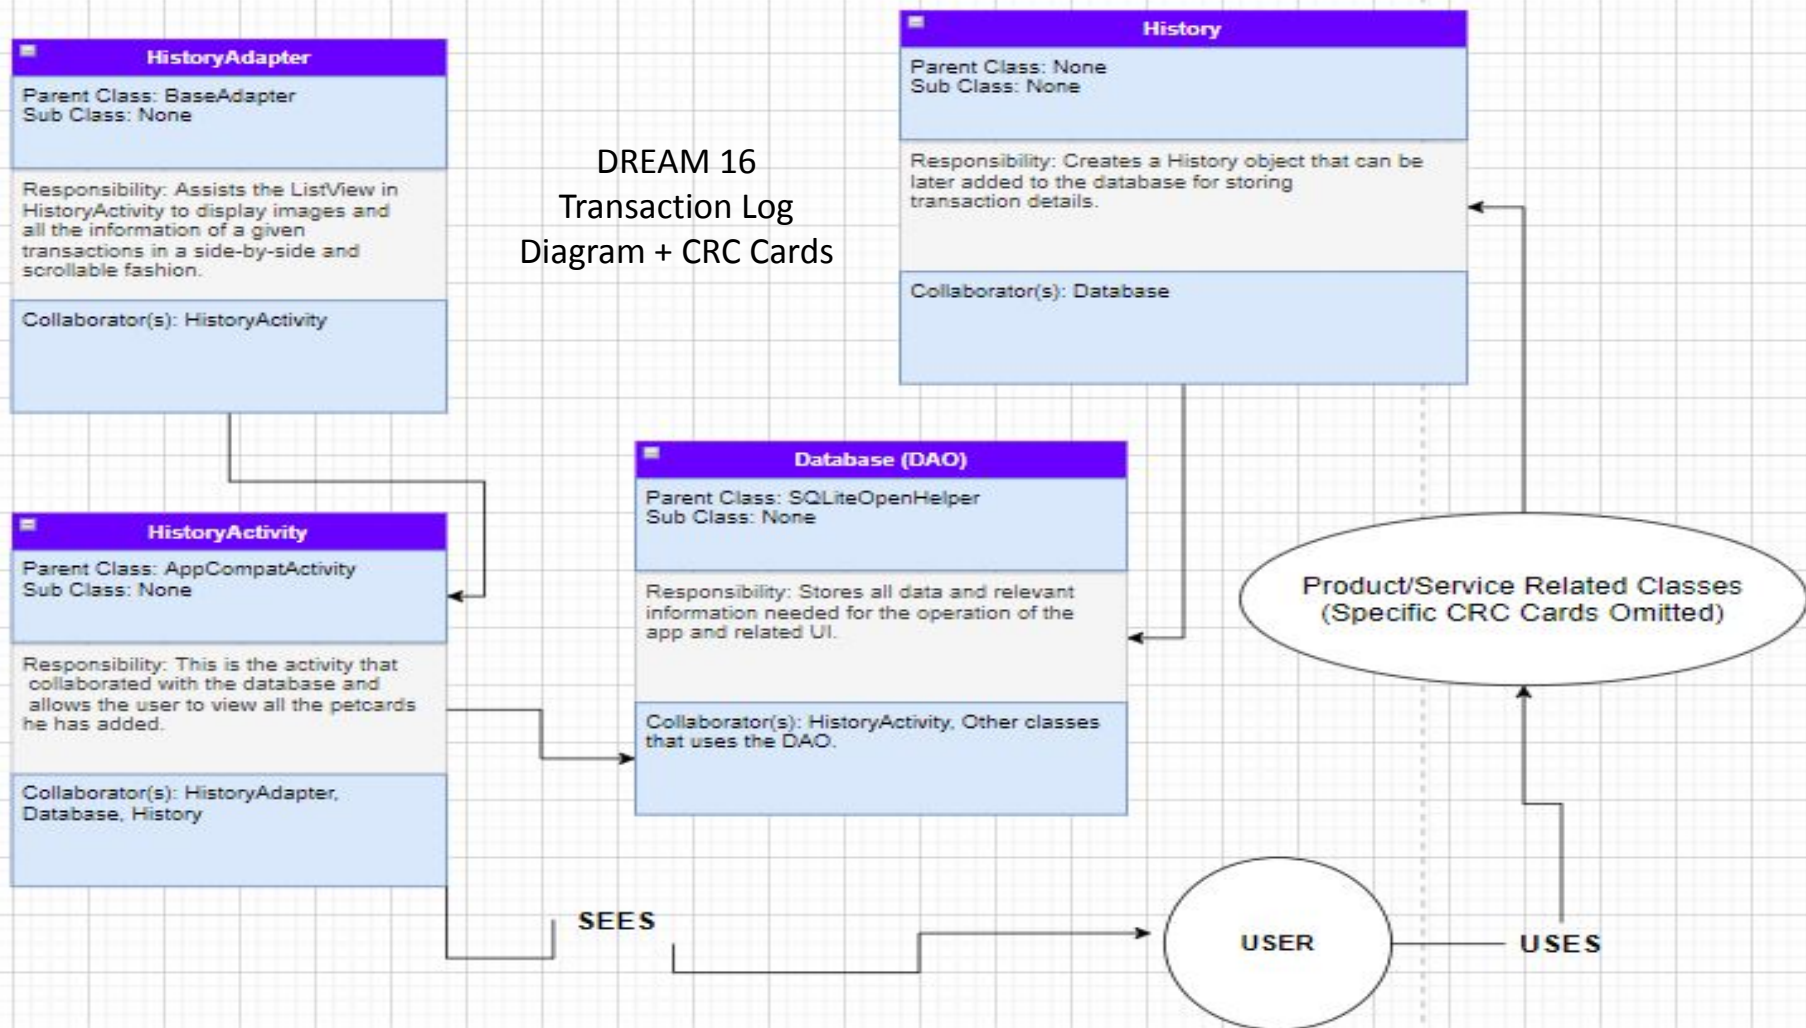 HistoryAdapter
Parent Class: BaseAdapter
Sub Class: None
Responsibility: Assists the ListView in
HistoryActivity to display images and
all the information of a given
transactions in a side-by-side and
scrollable fashion.
Collaborator(s): HistoryActivity
DREAM 16
Transaction Log
Diagram + CRC Cards
History
Parent Class: None
Sub Class: None
Responsibility: Creates a History object that can be
later added to the database for storing
transaction details.
Collaborator(s): Database
HistoryActivity
Parent Class: AppCompatActivity
Sub Class: None
Responsibility: This is the activity that
collaborated with the database and
allows the user to view all the petcards
he has added.
Collaborator(s): HistoryAdapter,
Database, History
Database (DAO)
Parent Class: SQLiteOpenHelper
Sub Class: None
Responsibility: Stores all data and relevant
information needed for the operation of the
app and related UI.
Collaborator(s): HistoryActivity, Other classes
that uses the DAO.
Product/Service Related Classes
(Specific CRC Cards Omitted)
SEES
USER
USES